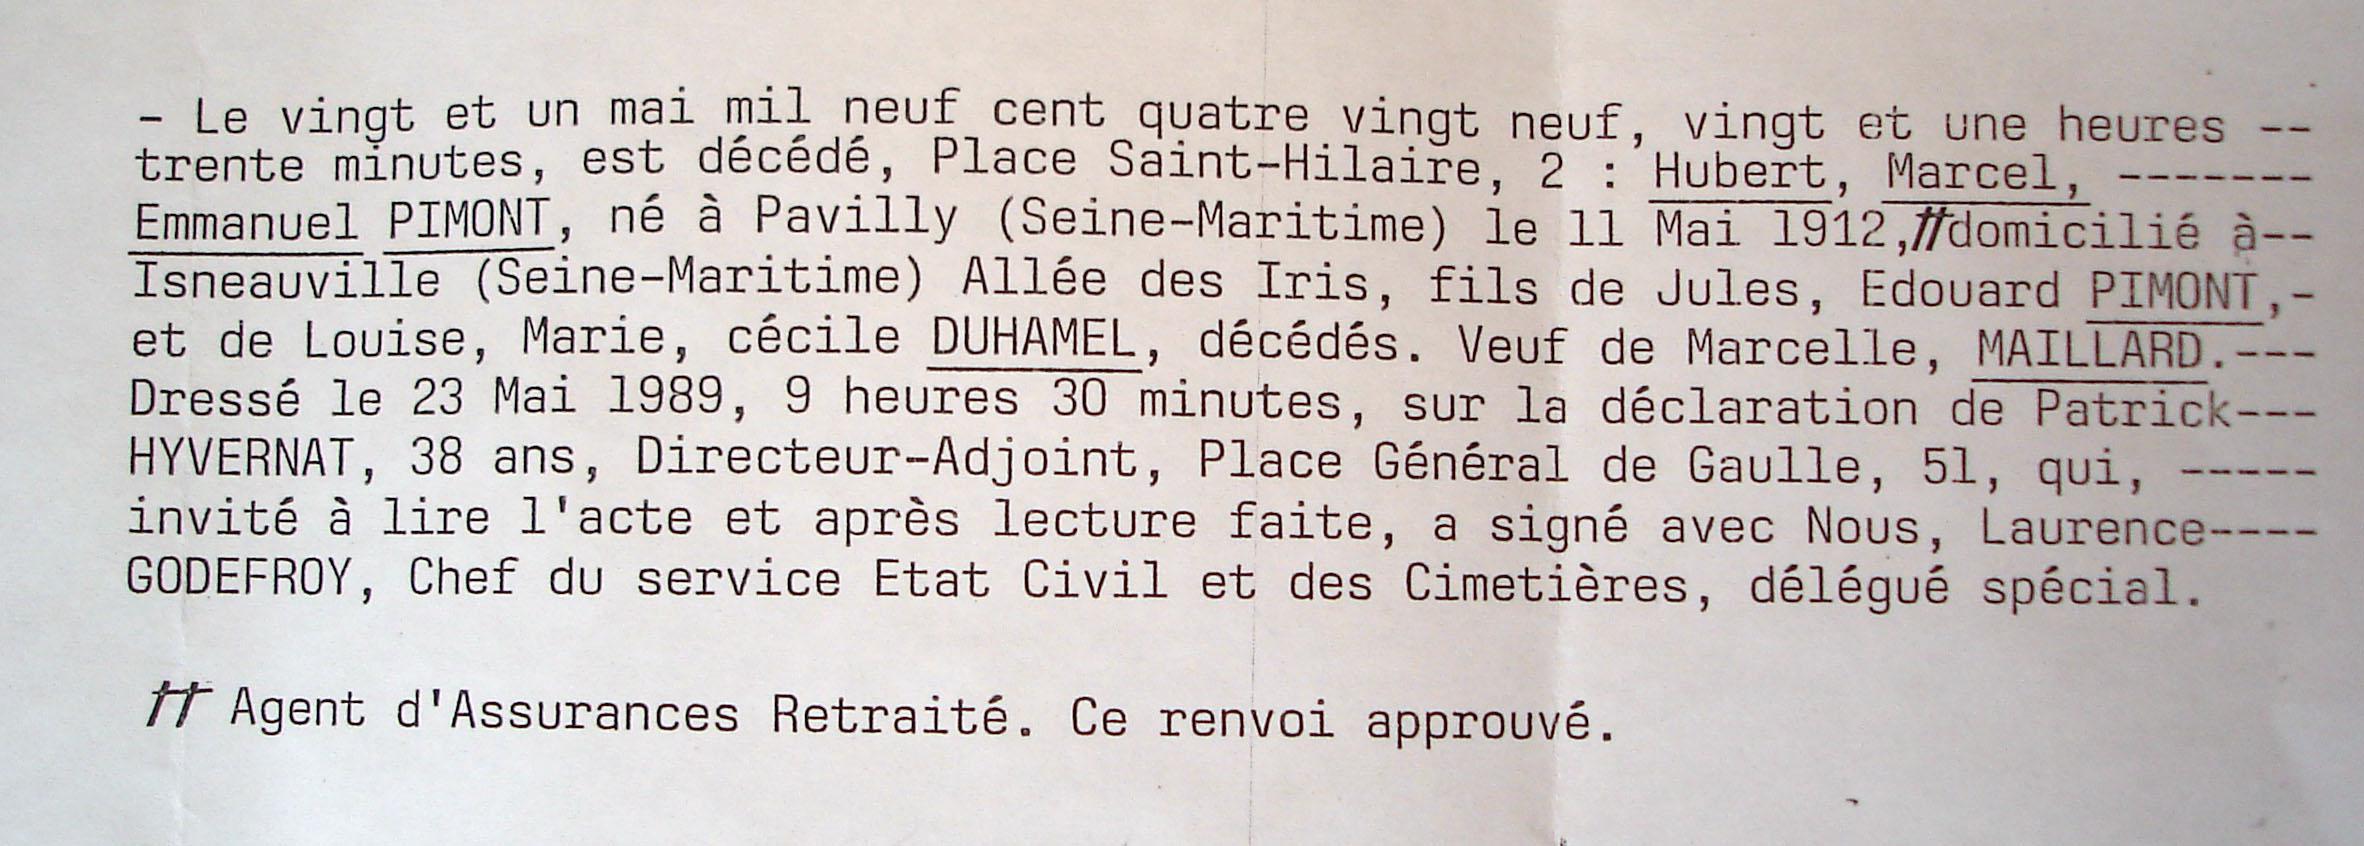 - Le vingt et un mai mil neuf cent quatre vingt neuf, vingt et une heures --
trente minutes, est décédé, Place Saint-Hilaire, 2 : Hubert, Marcel, -------
Emmanuel PIMONT, né à Pavilly (Seine-Maritime) le 11 Mai 1912,††domicilié à--
Isneauville (Seine-Maritime) Allée des Iris, fils de Jules, Edouard PIMONT,-
et de Louise, Marie, cécile DUHAMEL, décédés. Veuf de Marcelle, MAILLARD.---
Dressé le 23 Mai 1989, 9 heures 30 minutes, sur la déclaration de Patrick---
HYVERNAT, 38 ans, Directeur-Adjoint, Place Général de Gaulle, 51, qui, -----
invité à lire l'acte et après lecture faite, a signé avec Nous, Laurence----
GODEFROY, Chef du service Etat Civil et des Cimetières, délégué spécial.
†† Agent d'Assurances Retraité. Ce renvoi approuvé.